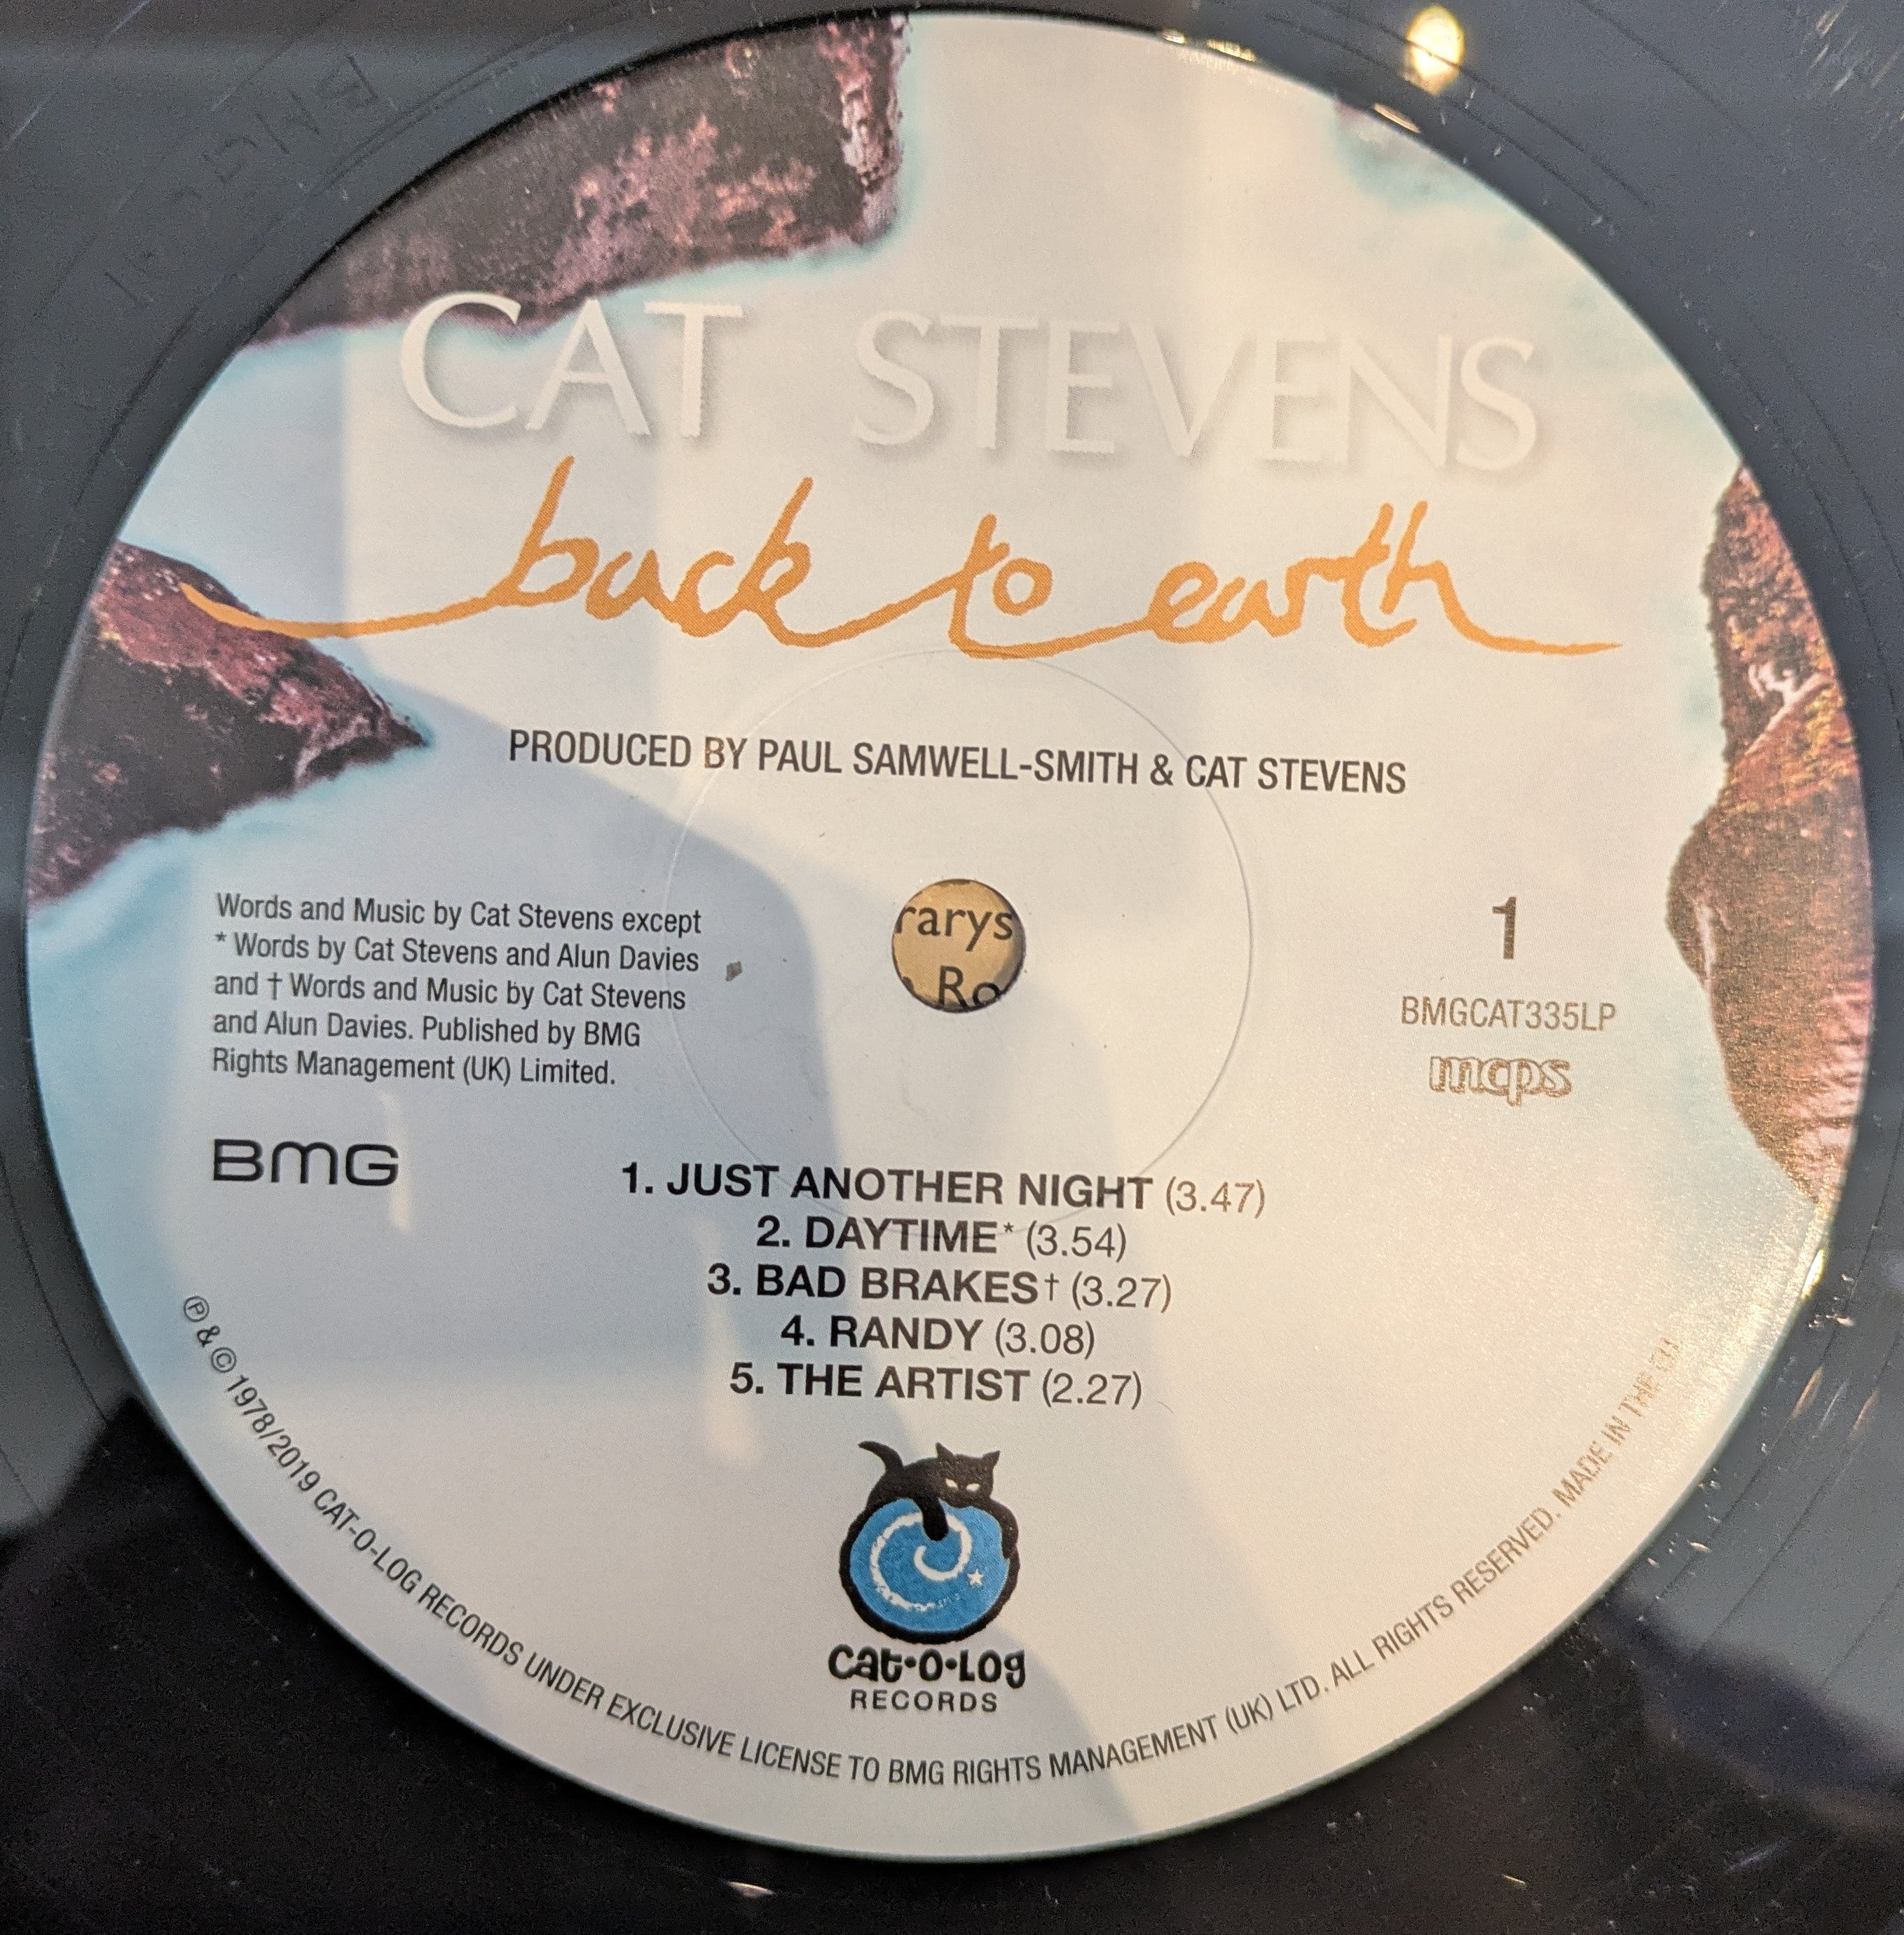 CAT STEVENS
back to earth
PRODUCED BY PAUL SAMWELL-SMITH & CAT STEVENS
Words and Music by Cat Stevens except
* Words by Cat Stevens and Alun Davies
and † Words and Music by Cat Stevens
and Alun Davies. Published by BMG
Rights Management (UK) Limited.
rarys
Ro
1
BMGCAT335LP
mcps
BMG
1. JUST ANOTHER NIGHT (3.47)
2. DAYTIME* (3.54)
3. BAD BRAKES† (3.27)
4. RANDY (3.08)
5. THE ARTIST (2.27)
cat•o•log
RECORDS
℗ & © 1978/2019 CAT-O-LOG RECORDS UNDER EXCLUSIVE LICENSE TO BMG RIGHTS MANAGEMENT (UK) LTD. ALL RIGHTS RESERVED. MADE IN THE EU